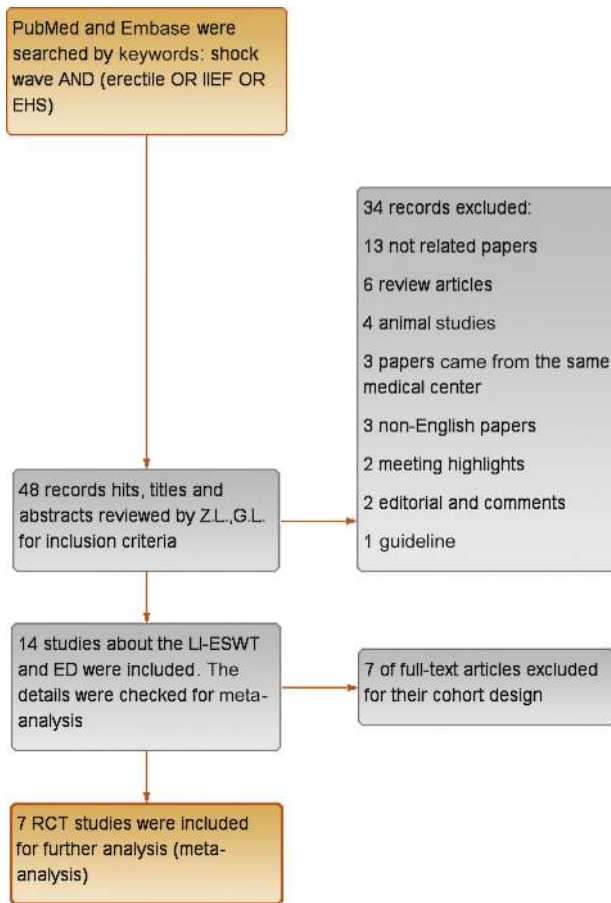 PubMed and Embase were
searched by keywords: shock
wave AND (erectile OR IIEF OR
EHS)
34 records excluded:
13 not related papers
6 review articles
4 animal studies
3 papers came from the same
medical center
3 non-English papers
2 meeting highlights
2 editorial and comments
1 guideline
48 records hits, titles and
abstracts reviewed by Z.L.,G.L.
for inclusion criteria
14 studies about the LI-ESWT
and ED were included. The
details were checked for meta-
analysis
7 of full-text articles excluded
for their cohort design
7 RCT studies were included
for further analysis (meta-
analysis)